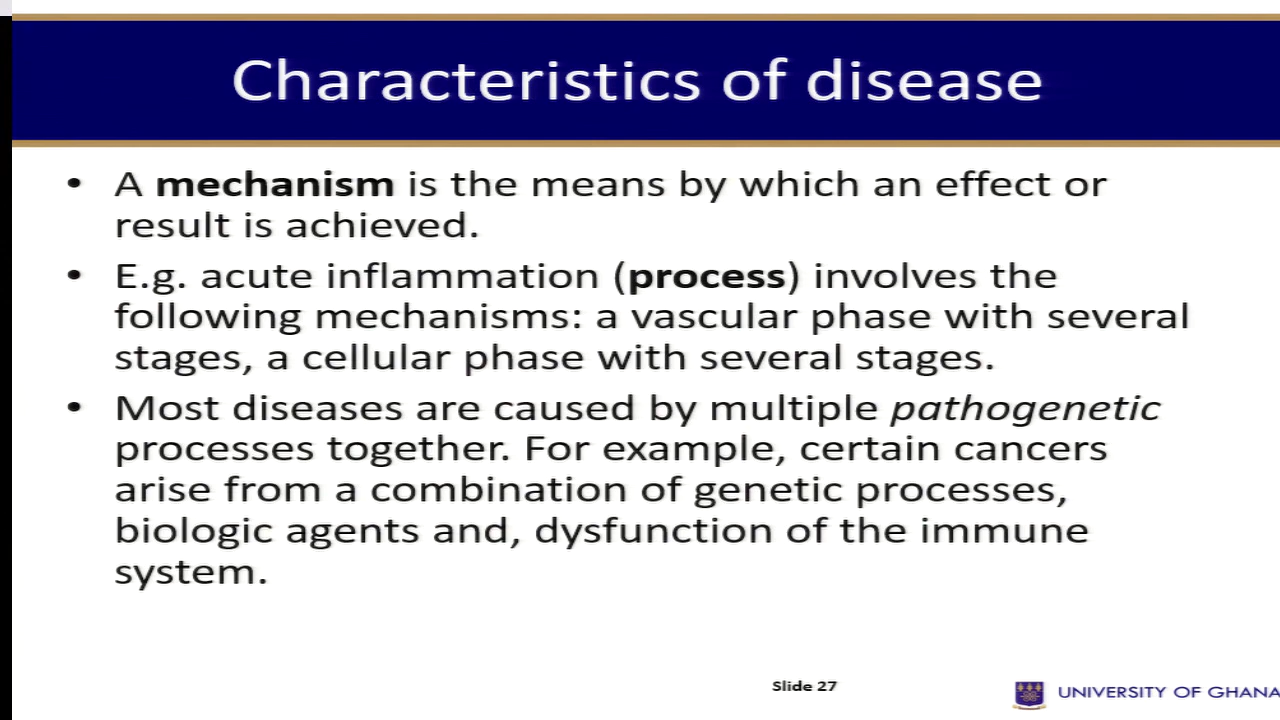 Characteristics of disease
• A mechanism is the means by which an effect or
result is achieved.
• E.g. acute inflammation (process) involves the
following mechanisms: a vascular phase with several
stages, a cellular phase with several stages.
• Most diseases are caused by multiple pathogenetic
processes together. For example, certain cancers
arise from a combination of genetic processes,
biologic agents and, dysfunction of the immune
system.
Slide 27
UNIVERSITY OF GHANA